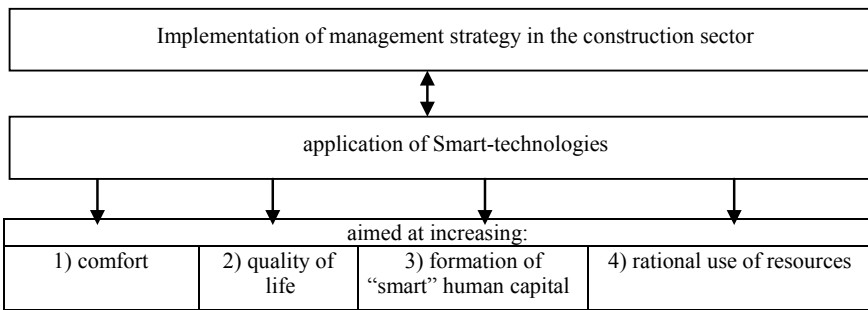 Implementation of management strategy in the construction sector
application of Smart-technologies
aimed at increasing:
1) comfort
2) quality of
life
3) formation of
“smart” human capital
4) rational use of resources